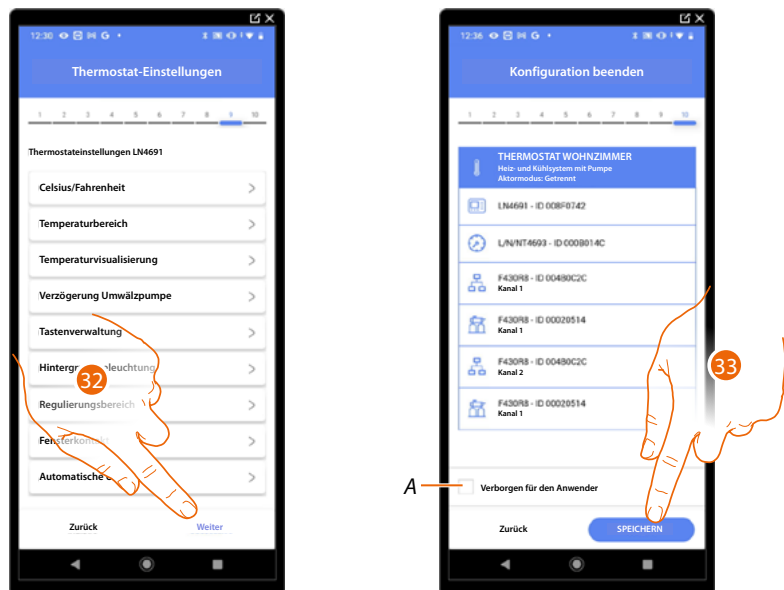 12:30 G
Thermostat-Einstellungen
1 2 3 4 5 6 7 8 9 10
Thermostateinstellungen LN4691
Celsius/Fahrenheit
Temperaturbereich
Temperaturvisualisierung
Verzögerung Umwälzpumpe
Tastenverwaltung
32
Regulierungsbereich
Automatische
Zurück Weiter
12:36 G
Konfiguration beenden
1 2 3 4 5 6 7 8 9 10
THERMOSTAT WOHNZIMMER
Heiz- und Kühlsystem mit Pumpe
Aktormodus: Getrennt
LN4691 - ID 008F0742
L/N/NT4693 - ID 000B014C
F430R8 - ID 00480C2C
Kanal 1
F430R8 - ID 00020514
Kanal 1
F430R8 - ID 00480C2C
Kanal 2
F430R8 - ID 00020514
Kanal 1
33
A
Verborgen für den Anwender
Zurück SPEICHERN